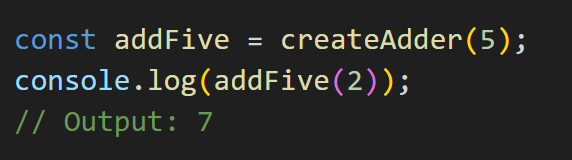 const addFive = createAdder(5);
console.log(addFive(2));
// Output: 7